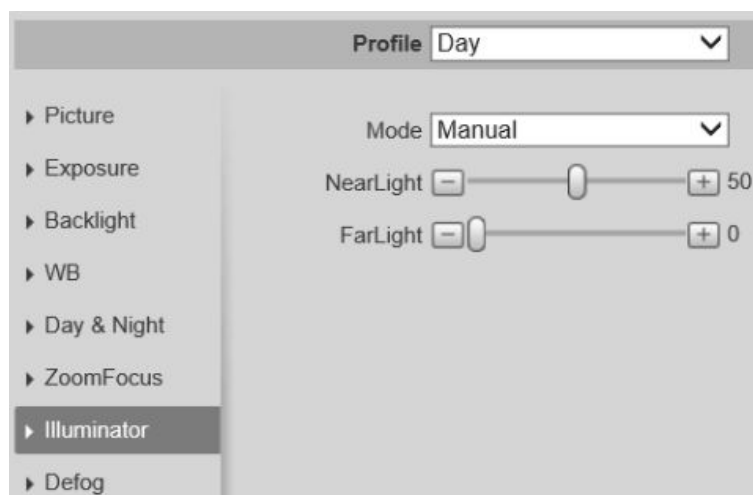 Profile Day
Picture
Exposure
Backlight
WB
Day & Night
ZoomFocus
Illuminator
Defog
Mode Manual
NearLight − + 50
FarLight − + 0